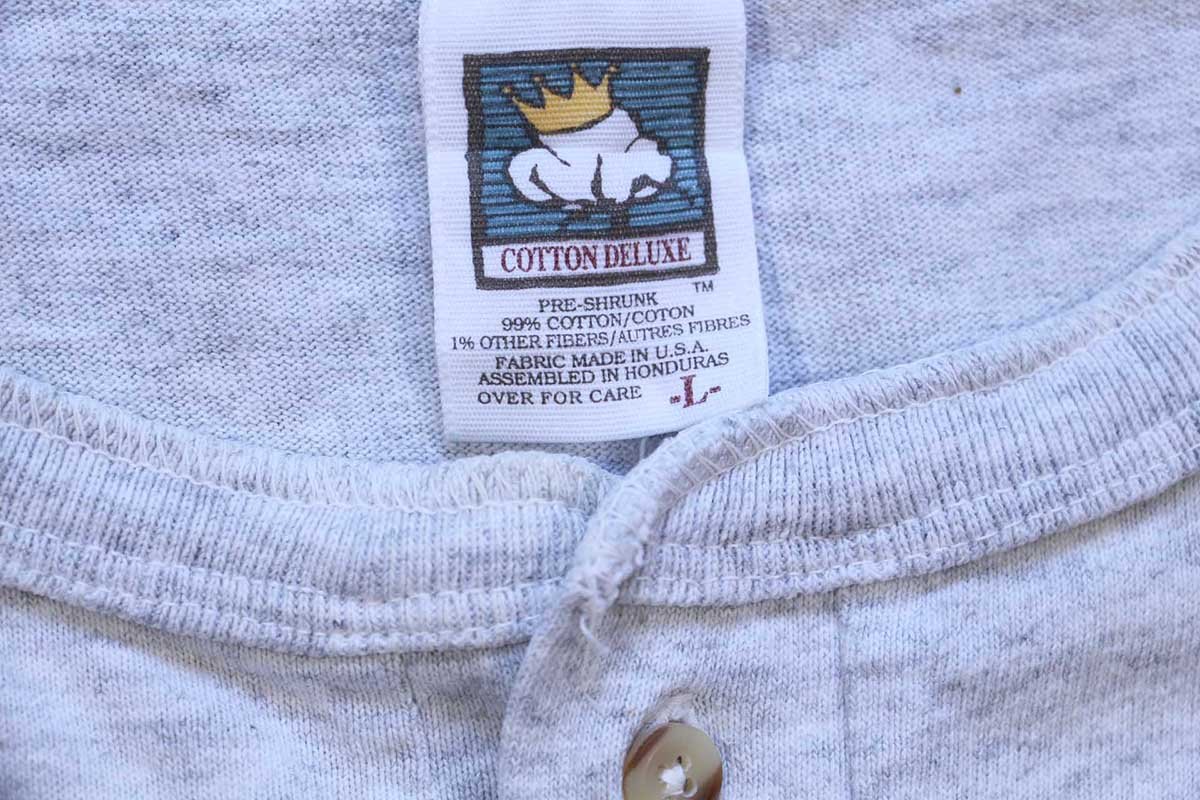 COTTON DELUXE
TM
PRE-SHRUNK
99% COTTON/COTON
1% OTHER FIBERS/AUTRES FIBRES
FABRIC MADE IN U.S.A.
ASSEMBLED IN HONDURAS
OVER FOR CARE -L-